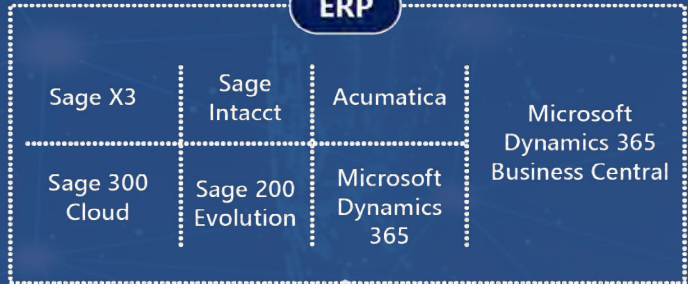 ERP
Sage X3
Sage
Intacct
Acumatica
Microsoft
Dynamics 365
Business Central
Sage 300
Cloud
Sage 200
Evolution
Microsoft
Dynamics
365